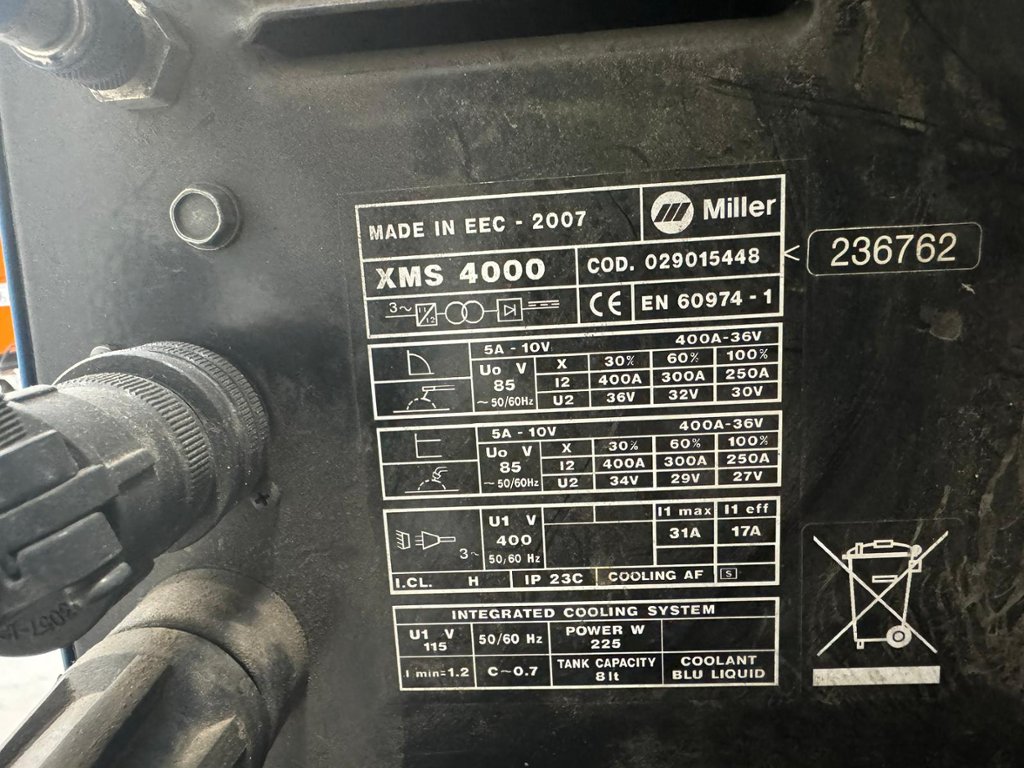 MADE IN EEC - 2007
Miller
XMS 4000
COD. 029015448
< 236762
3~
CE EN 60974-1
5A - 10V 400A-36V
Uo V X 30% 60% 100%
85 I2 400A 300A 250A
~50/60Hz U2 36V 32V 30V
5A - 10V 400A-36V
Uo V X 30% 60% 100%
85 I2 400A 300A 250A
~50/60Hz U2 34V 29V 27V
U1 V I1 max I1 eff
400 31A 17A
3~ 50/60 Hz
I.CL. H IP 23C COOLING AF S
INTEGRATED COOLING SYSTEM
U1 V 115 50/60 Hz POWER W 225
I min=1.2 C~0.7 TANK CAPACITY 8lt COOLANT BLU LIQUID